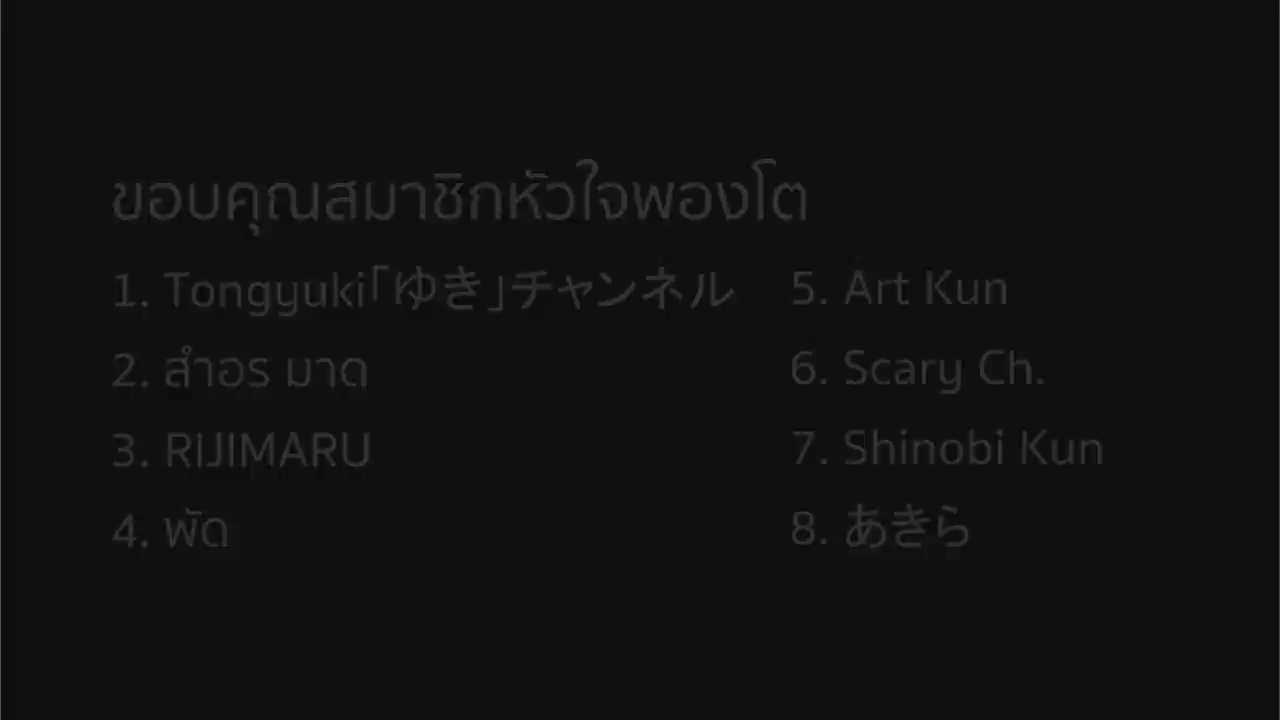 ขอบคุณสมาชิกหัวใจพองโต
1. Tongyuki「ゆき」チャンネル
2. สำอร มาด
3. RIJIMARU
4. พัด
5. Art Kun
6. Scary Ch.
7. Shinobi Kun
8. あきら